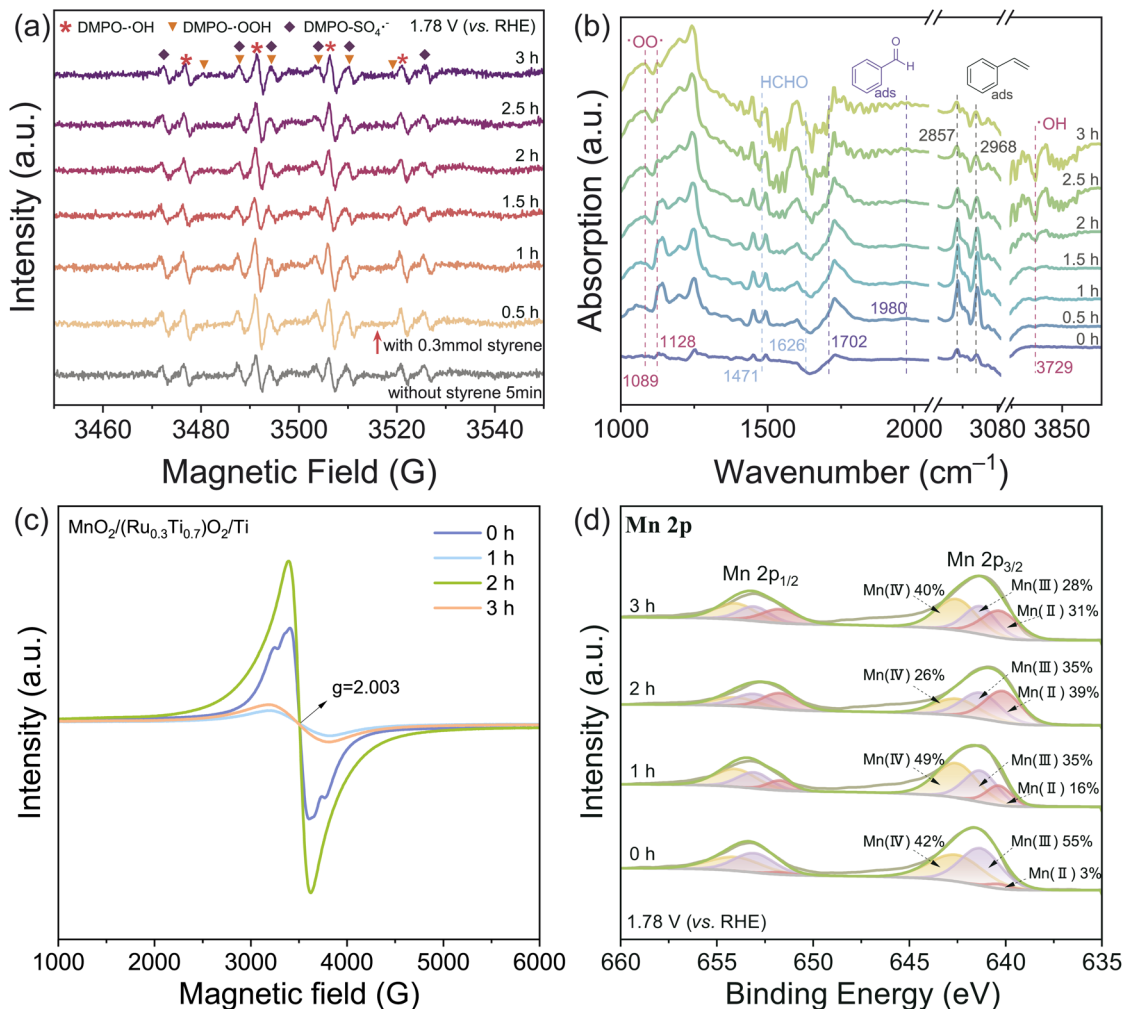 (a)
DMPO-·OH
DMPO-·OOH
DMPO-SO₄·⁻
1.78 V (vs. RHE)
3 h
2.5 h
2 h
1.5 h
1 h
0.5 h
with 0.3mmol styrene
without styrene 5min
Intensity (a.u.)
3460
3480
3500
3520
3540
Magnetic Field (G)
(b)
·OO·
HCHO
O
H
ads
ads
2857
2968
·OH
3 h
2.5 h
2 h
1.5 h
1 h
0.5 h
0 h
1980
1128
1626
1702
1089
1471
3729
Absorption (a.u.)
1000
1500
2000
3080
3850
Wavenumber (cm⁻¹)
(c)
MnO₂/(Ru₀.₃Ti₀.₇)O₂/Ti
0 h
1 h
2 h
3 h
g=2.003
Intensity (a.u.)
1000
2000
3000
4000
5000
6000
Magnetic field (G)
(d)
Mn 2p
Mn 2p₁/₂
Mn 2p₃/₂
3 h
Mn(Ⅳ) 40%
Mn(Ⅲ) 28%
Mn(Ⅱ) 31%
2 h
Mn(Ⅳ) 26%
Mn(Ⅲ) 35%
Mn(Ⅱ) 39%
1 h
Mn(Ⅳ) 49%
Mn(Ⅲ) 35%
Mn(Ⅱ) 16%
0 h
Mn(Ⅳ) 42%
Mn(Ⅲ) 55%
Mn(Ⅱ) 3%
1.78 V (vs. RHE)
Intensity (a.u.)
660
655
650
645
640
635
Binding Energy (eV)